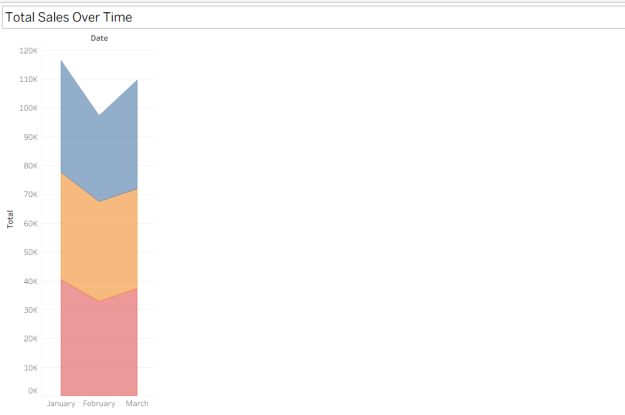 Total Sales Over Time
Date
120K
110K
100K
90K
80K
70K
60K
50K
40K
30K
20K
10K
0K
Total
January February March